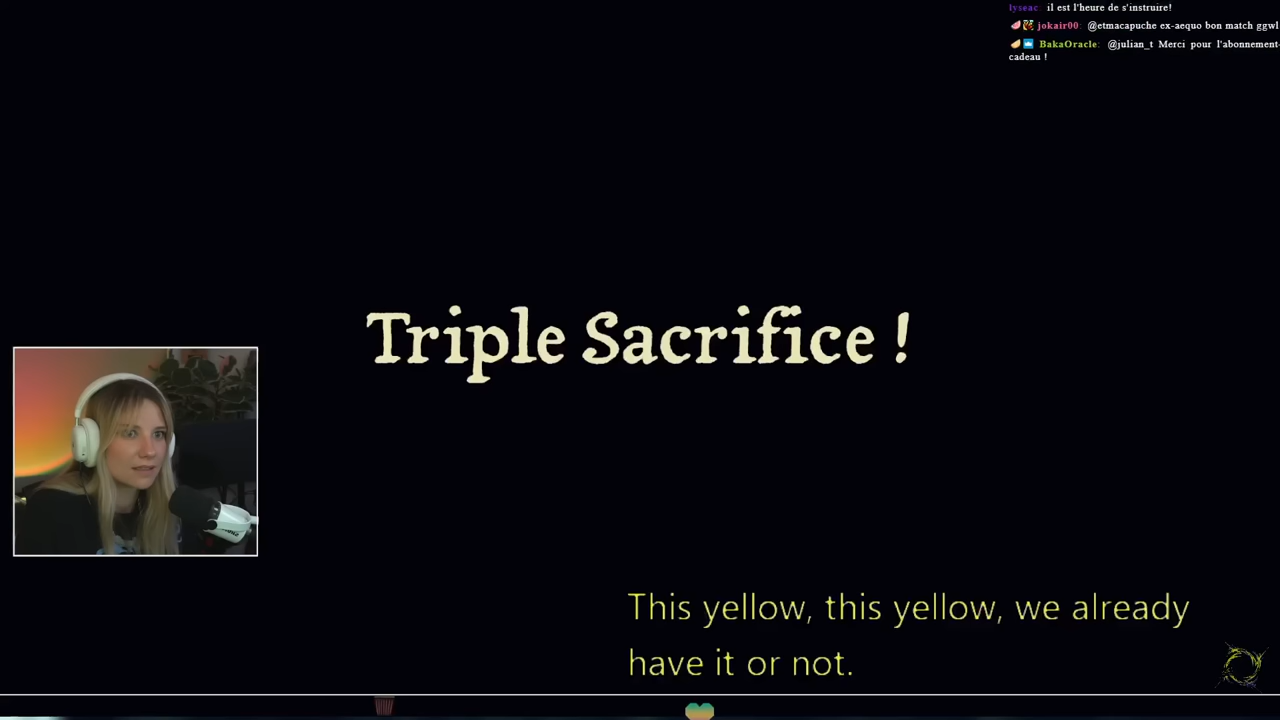 lyseac: il est l'heure de s'instruire!
jokair00: @etmacapuche ex-aequo bon match ggwl
BakaOracle: @julian_t Merci pour l'abonnement-
cadeau !
Triple Sacrifice !
This yellow, this yellow, we already
have it or not.